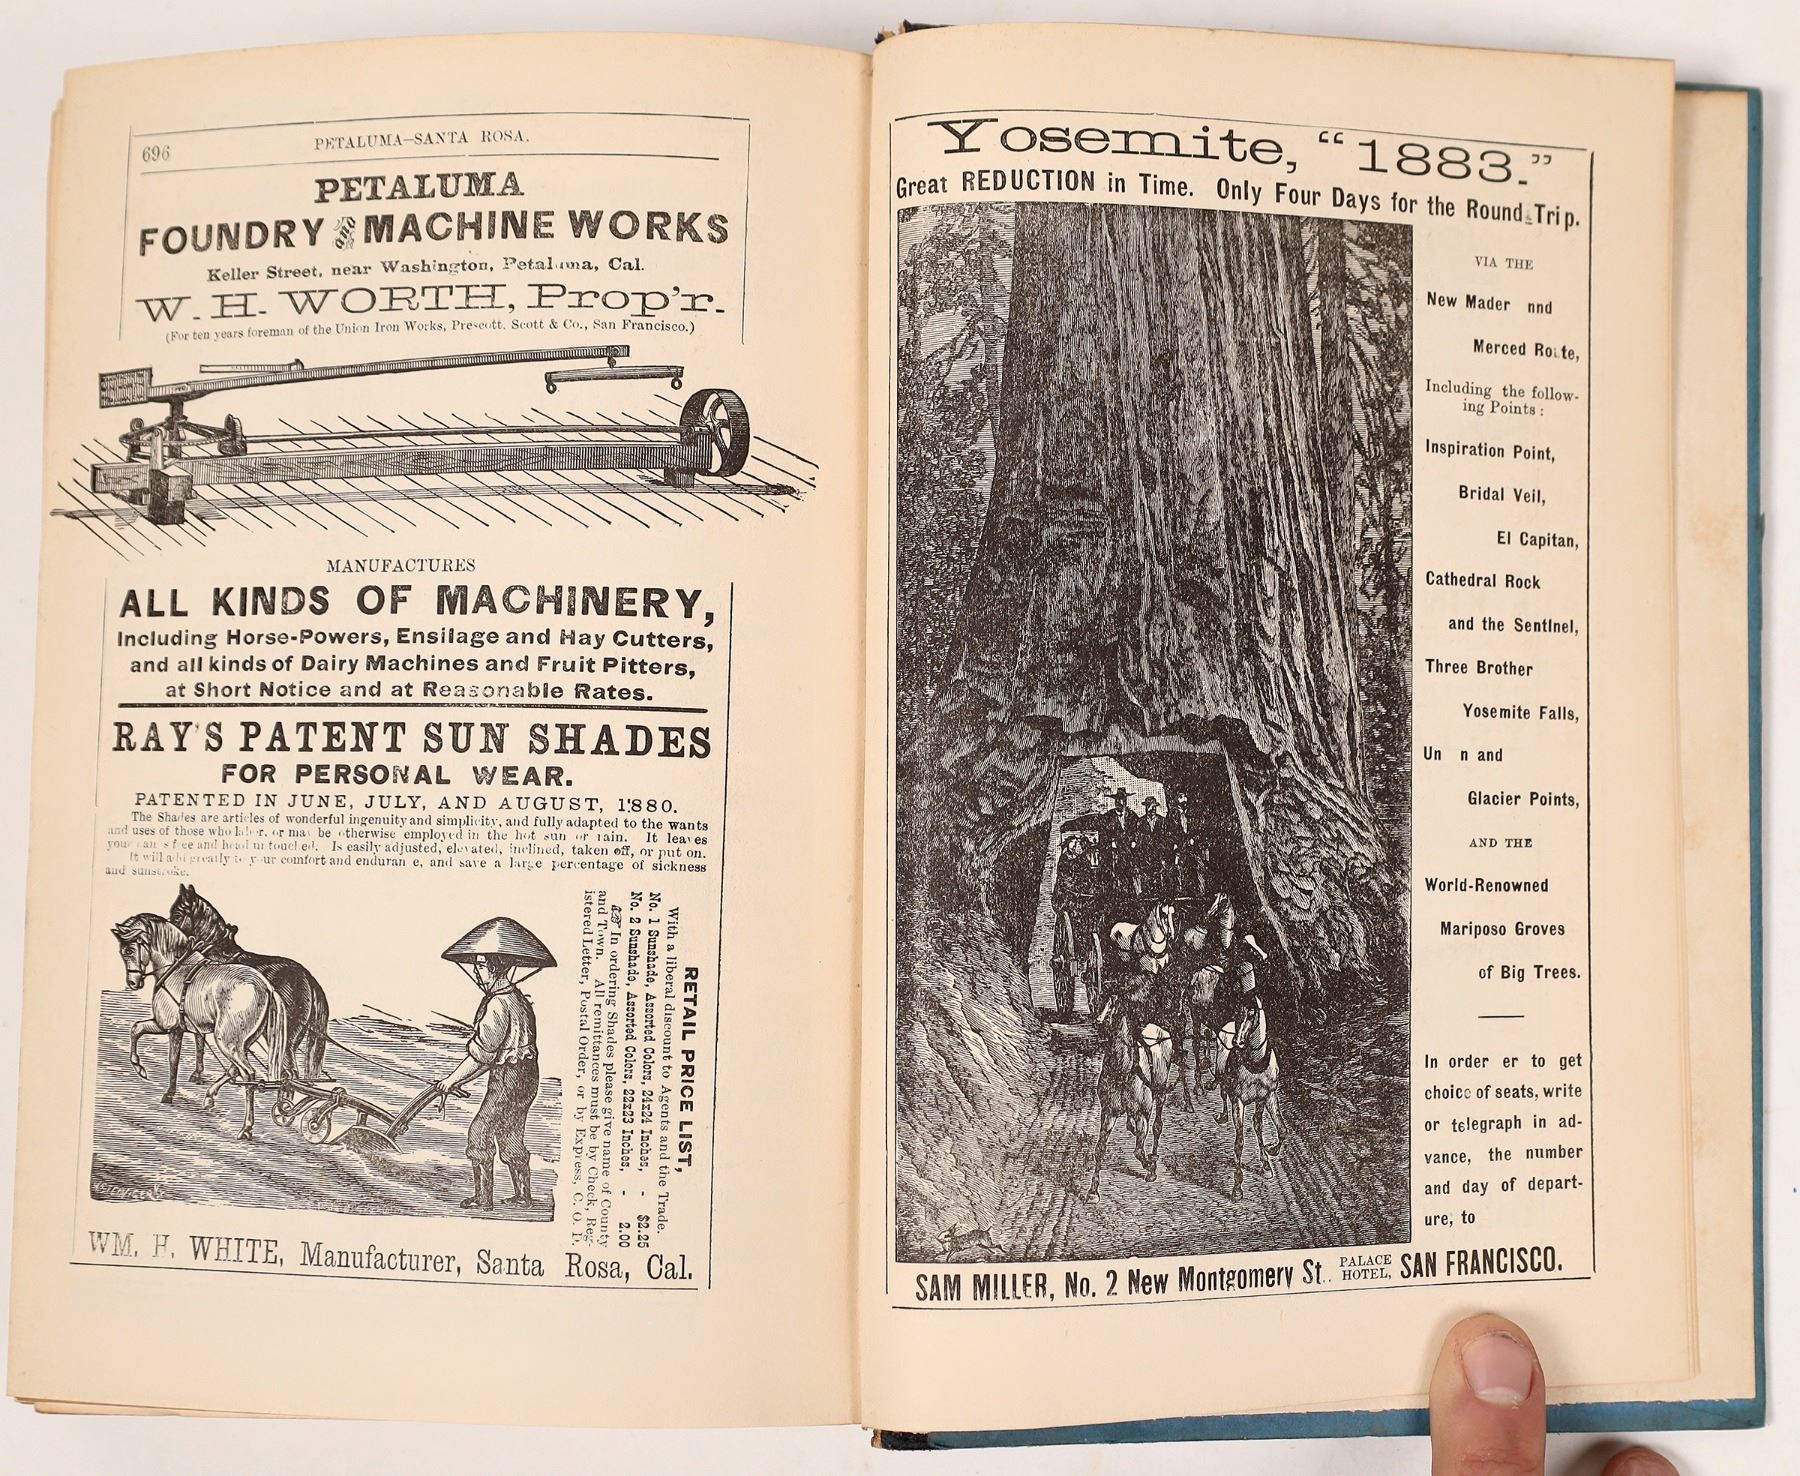 696
PETALUMA—SANTA ROSA.
PETALUMA
FOUNDRY and MACHINE WORKS
Keller Street, near Washington, Petaluma, Cal.
W. H. WORTH, Prop'r.
(For ten years foreman of the Union Iron Works, Prescott, Scott & Co., San Francisco.)
MANUFACTURES
ALL KINDS OF MACHINERY,
Including Horse-Powers, Ensilage and Hay Cutters,
and all kinds of Dairy Machines and Fruit Pitters,
at Short Notice and at Reasonable Rates.
RAY'S PATENT SUN SHADES
FOR PERSONAL WEAR.
PATENTED IN JUNE, JULY, AND AUGUST, 1880.
The Shades are articles of wonderful ingenuity and simplicity, and fully adapted to the wants
and uses of those who labor, or may be otherwise employed in the hot sun or rain. It leaves
your and head untouched. Is easily adjusted, elevated, inclined, taken off, or put on.
It will add greatly to your comfort and enduran e, and save a large percentage of sickness
and sunstroke.
RETAIL PRICE LIST,
With a liberal discount to Agents and the Trade.
No. 1 Sunshade, Assorted Colors, 24x24 Inches, - $2.25
No. 2 Sunshade, Assorted Colors, 22x23 Inches, - 2.00
In ordering Shades please give name of County
and Town. All remittances must be by Check, Reg-
istered Letter, Postal Order, or by Express, C. O. D.
WM. H. WHITE, Manufacturer, Santa Rosa, Cal.
Yosemite, "1883."
Great REDUCTION in Time. Only Four Days for the Round Trip.
VIA THE
New Mader nnd
Merced Route,
Including the follow-
ing Points:
Inspiration Point,
Bridal Veil,
El Capitan,
Cathedral Rock
and the Sentinel,
Three Brother
Yosemite Falls,
Un n and
Glacier Points,
AND THE
World-Renowned
Mariposo Groves
of Big Trees.
In order er to get
choice of seats, write
or telegraph in ad-
vance, the number
and day of depart-
ure, to
SAM MILLER, No. 2 New Montgomery St., PALACE HOTEL, SAN FRANCISCO.